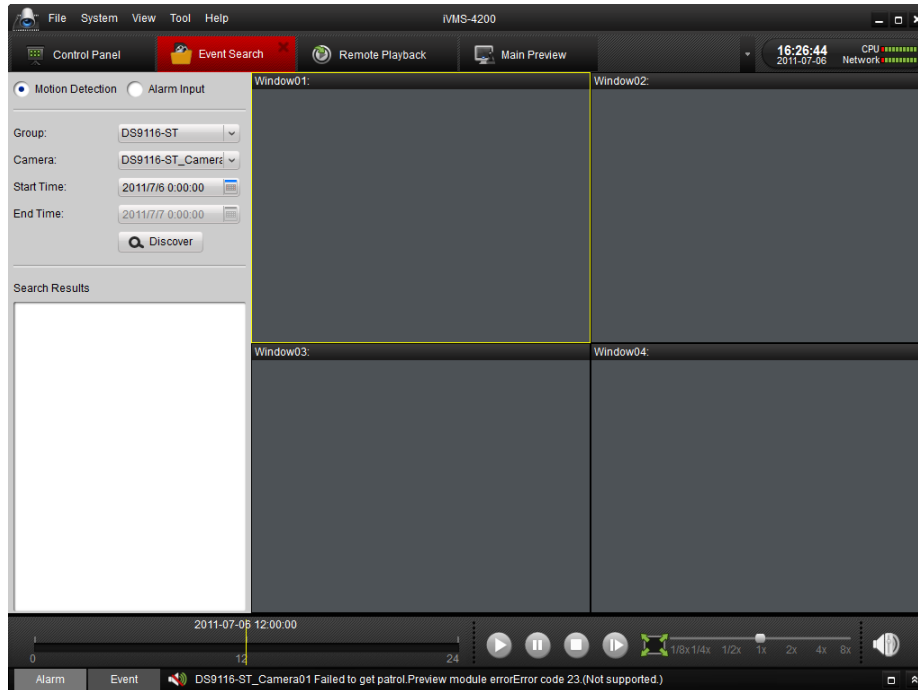 File System View Tool Help
iVMS-4200
Control Panel
Event Search
Remote Playback
Main Preview
16:26:44
2011-07-06
CPU
Network
Motion Detection
Alarm Input
Group:
DS9116-ST
Camera:
DS9116-ST_Camera
Start Time:
2011/7/6 0:00:00
End Time:
2011/7/7 0:00:00
Discover
Search Results
Window01:
Window02:
Window03:
Window04:
2011-07-06 12:00:00
0
12
24
1/8x 1/4x 1/2x 1x 2x 4x 8x
Alarm
Event
DS9116-ST_Camera01 Failed to get patrol.Preview module errorError code 23.(Not supported.)